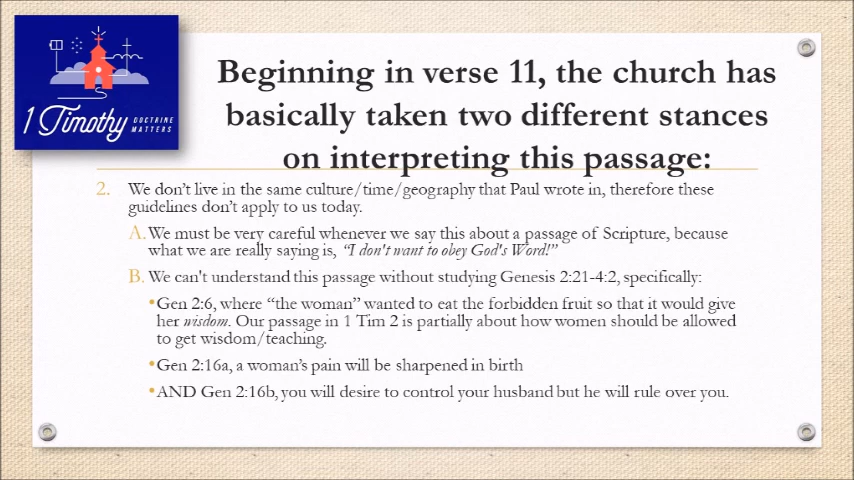 1 Timothy DOCTRINE
MATTERS
Beginning in verse 11, the church has
basically taken two different stances
on interpreting this passage:
2. We don't live in the same culture/time/geography that Paul wrote in, therefore these
guidelines don't apply to us today.
A. We must be very careful whenever we say this about a passage of Scripture, because
what we are really saying is, “I don't want to obey God's Word!”
B. We can't understand this passage without studying Genesis 2:21-4:2, specifically:
•Gen 2:6, where “the woman” wanted to eat the forbidden fruit so that it would give
her wisdom. Our passage in 1 Tim 2 is partially about how women should be allowed
to get wisdom/teaching.
•Gen 2:16a, a woman's pain will be sharpened in birth
•AND Gen 2:16b, you will desire to control your husband but he will rule over you.